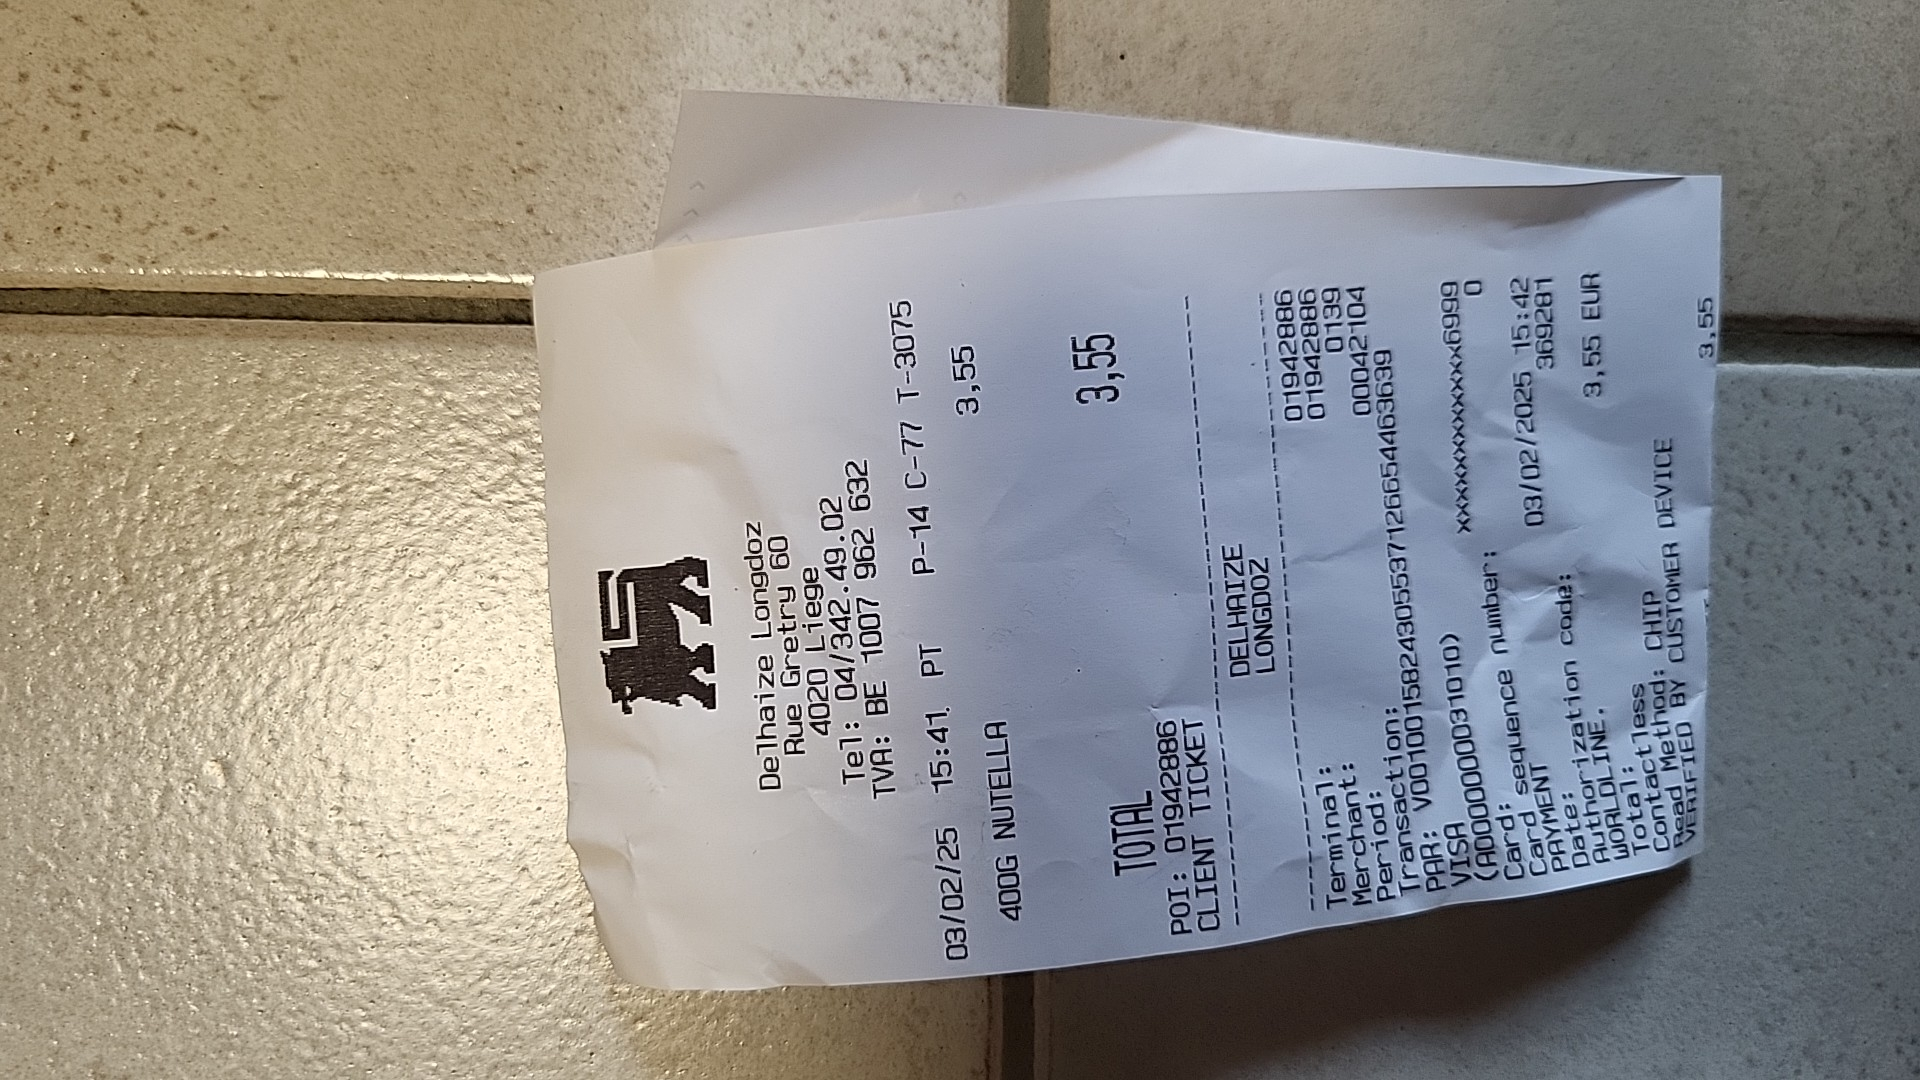 Delhaize Longdoz
Rue Gretry 60
4020 Liege
Tel: 04/342.49.02
TVA: BE 1007 962 632
03/02/25 15:41 PT P-14 C-77 T-3075
400G NUTELLA 3,55
TOTAL 3,55
POI: 01942886
CLIENT TICKET
--------------------------------
DELHAIZE
LONGDOZ
--------------------------------
Terminal: 01942886
Merchant: 01942886
Period: 0139
Transaction: 00042104
PAR: V0010015824305537126654463639
VISA
(A0000000031010)
Card: xxxxxxxxxxxxxxx6999
Card sequence number: 0
PAYMENT
Date: 03/02/2025 15:42
Authorization code: 369281
WORLDLINE.
Total: 3,55 EUR
Contactless
Read Method: CHIP
VERIFIED BY CUSTOMER DEVICE
3,55